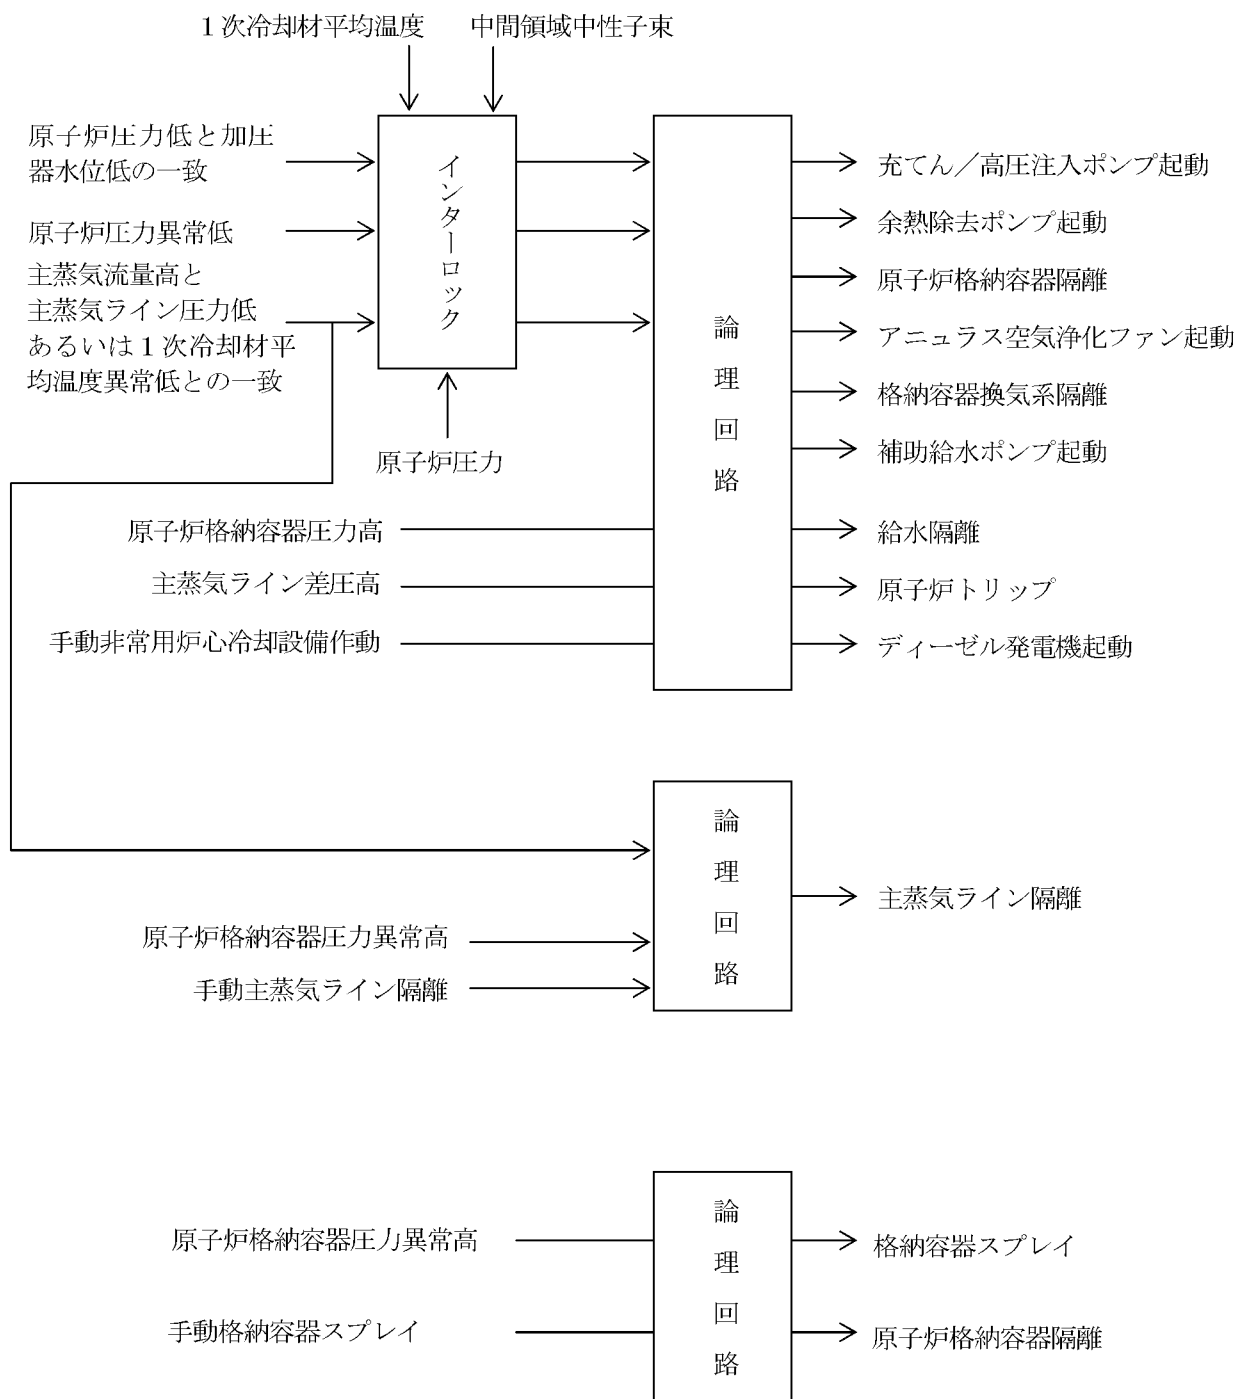 1次冷却材平均温度
中間領域中性子束
原子炉圧力低と加圧
器水位低の一致
原子炉圧力異常低
主蒸気流量高と
主蒸気ライン圧力低
あるいは1次冷却材平
均温度異常低との一致
インターロック
原子炉圧力
原子炉格納容器圧力高
主蒸気ライン差圧高
手動非常用炉心冷却設備作動
論理回路
充てん/高圧注入ポンプ起動
余熱除去ポンプ起動
原子炉格納容器隔離
アニュラス空気浄化ファン起動
格納容器換気系隔離
補助給水ポンプ起動
給水隔離
原子炉トリップ
ディーゼル発電機起動
原子炉格納容器圧力異常高
手動主蒸気ライン隔離
論理回路
主蒸気ライン隔離
原子炉格納容器圧力異常高
手動格納容器スプレイ
論理回路
格納容器スプレイ
原子炉格納容器隔離